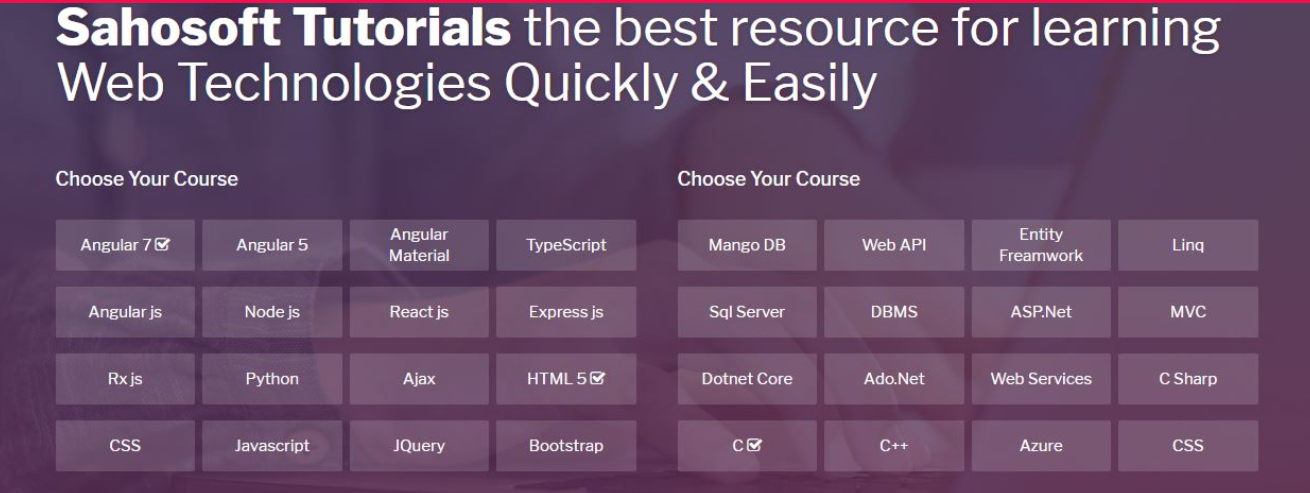 Sahosoft Tutorials the best resource for learning
Web Technologies Quickly & Easily
Choose Your Course
Angular 7
Angular 5
Angular
Material
TypeScript
Angular js
Node js
React js
Express js
Rx js
Python
Ajax
HTML 5
CSS
Javascript
JQuery
Bootstrap
Choose Your Course
Mango DB
Web API
Entity
Freamwork
Linq
Sql Server
DBMS
ASP.Net
MVC
Dotnet Core
Ado.Net
Web Services
C Sharp
C
C++
Azure
CSS